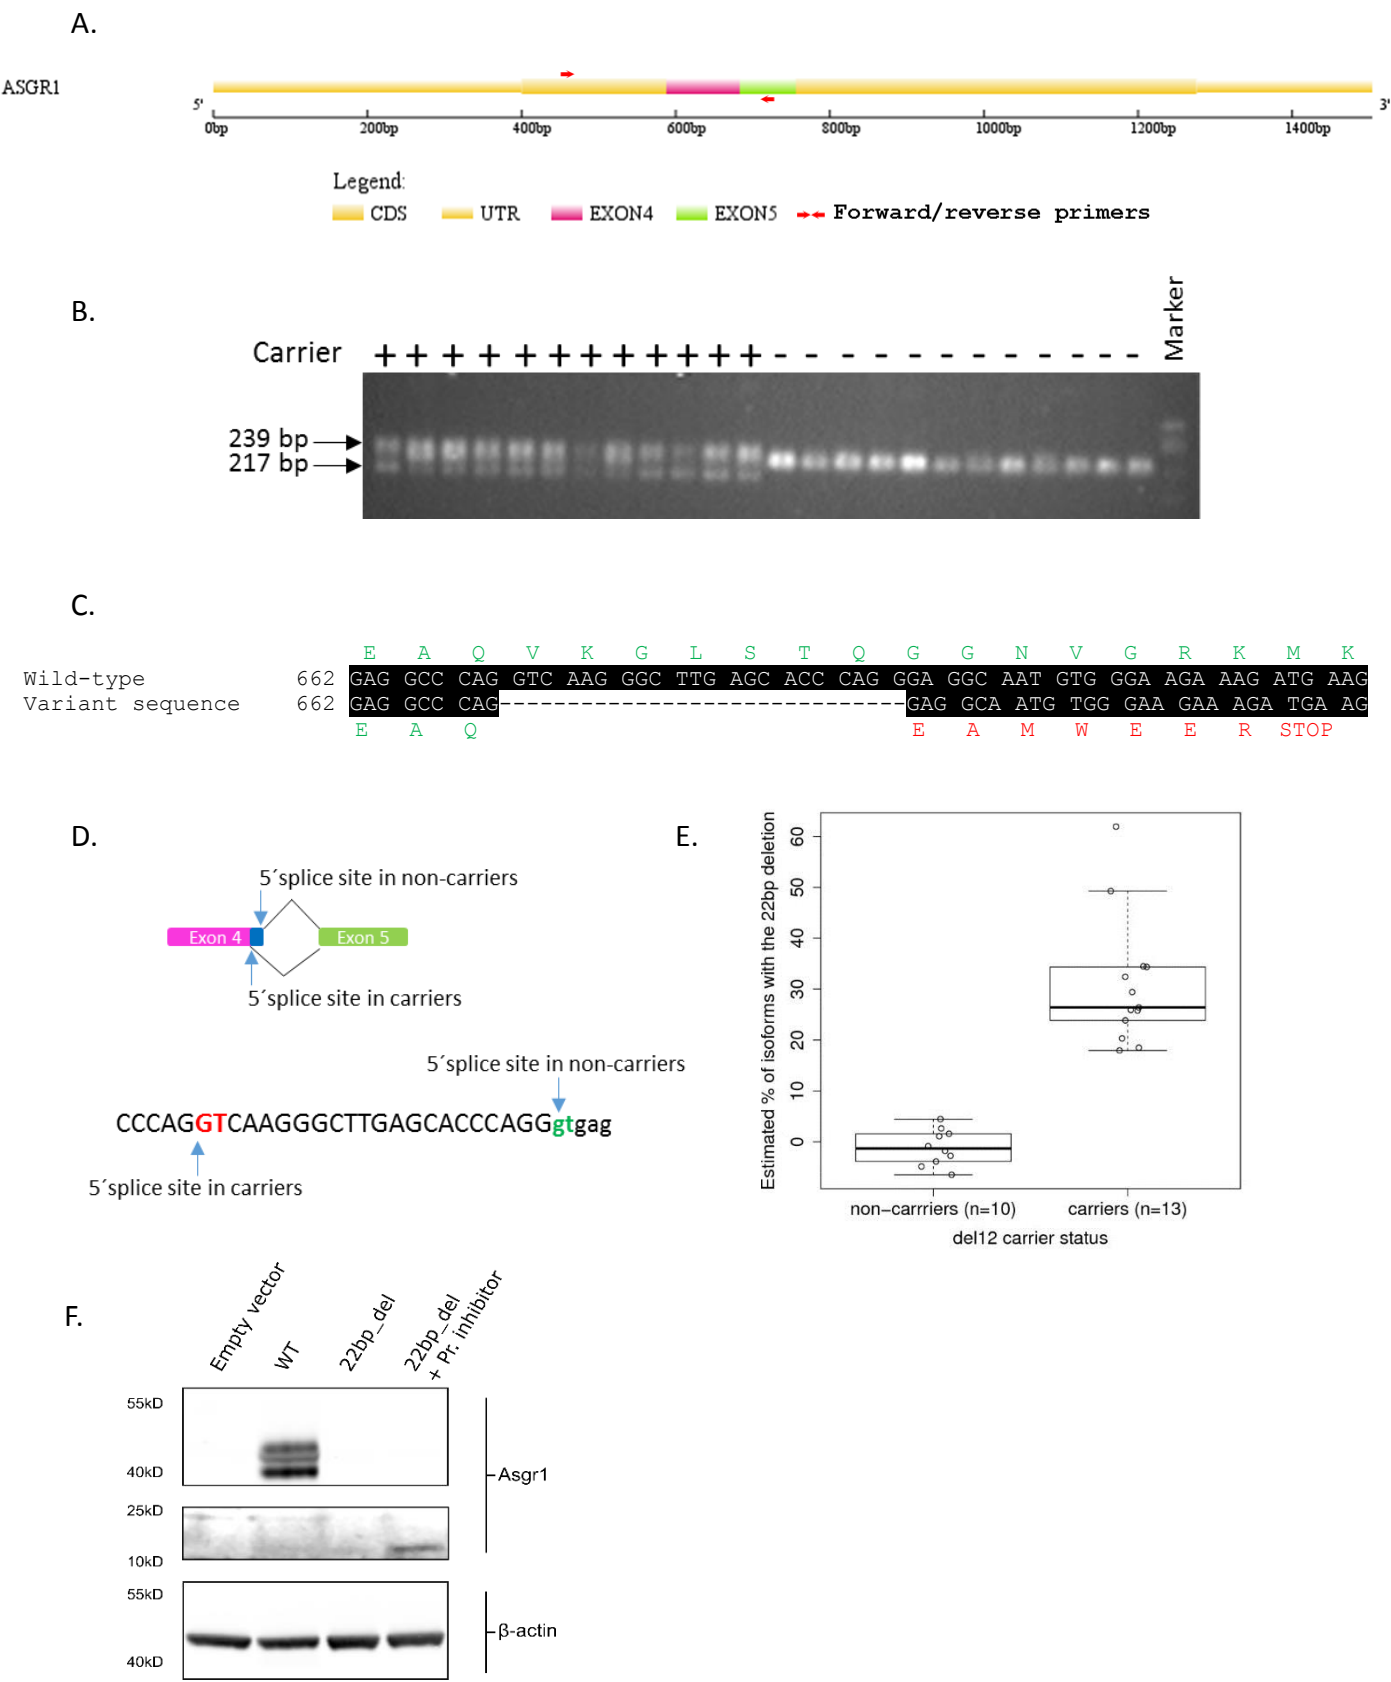 A.
ASGR1
5' 3'
0bp 200bp 400bp 600bp 800bp 1000bp 1200bp 1400bp
Legend:
CDS UTR EXON4 EXON5 Forward/reverse primers
B.
Marker
Carrier + + + + + + + + + + + + - - - - - - - - - - - -
239 bp
217 bp
C.
E A Q V K G L S T Q G G N V G R K M K
Wild-type 662 GAG GCC CAG GTC AAG GGC TTG AGC ACC CAG GGA GGC AAT GTG GGA AGA AAG ATG AAG
Variant sequence 662 GAG GCC CAG------------------------------GAG GCA ATG TGG GAA GAA AGA TGA AG
E A Q E A M W E E R STOP
D.
5´splice site in non-carriers
Exon 4 Exon 5
5´splice site in carriers
5´splice site in non-carriers
CCCAGGTCAAGGGCTTGAGCACCCAGGgtgag
5´splice site in carriers
E.
Estimated % of isoforms with the 22bp deletion
60
50
40
30
20
10
0
non−carrriers (n=10) carriers (n=13)
del12 carrier status
F.
Empty vector
WT
22bp_del
22bp_del
+ Pr. inhibitor
55kD
40kD
Asgr1
25kD
10kD
55kD
β-actin
40kD